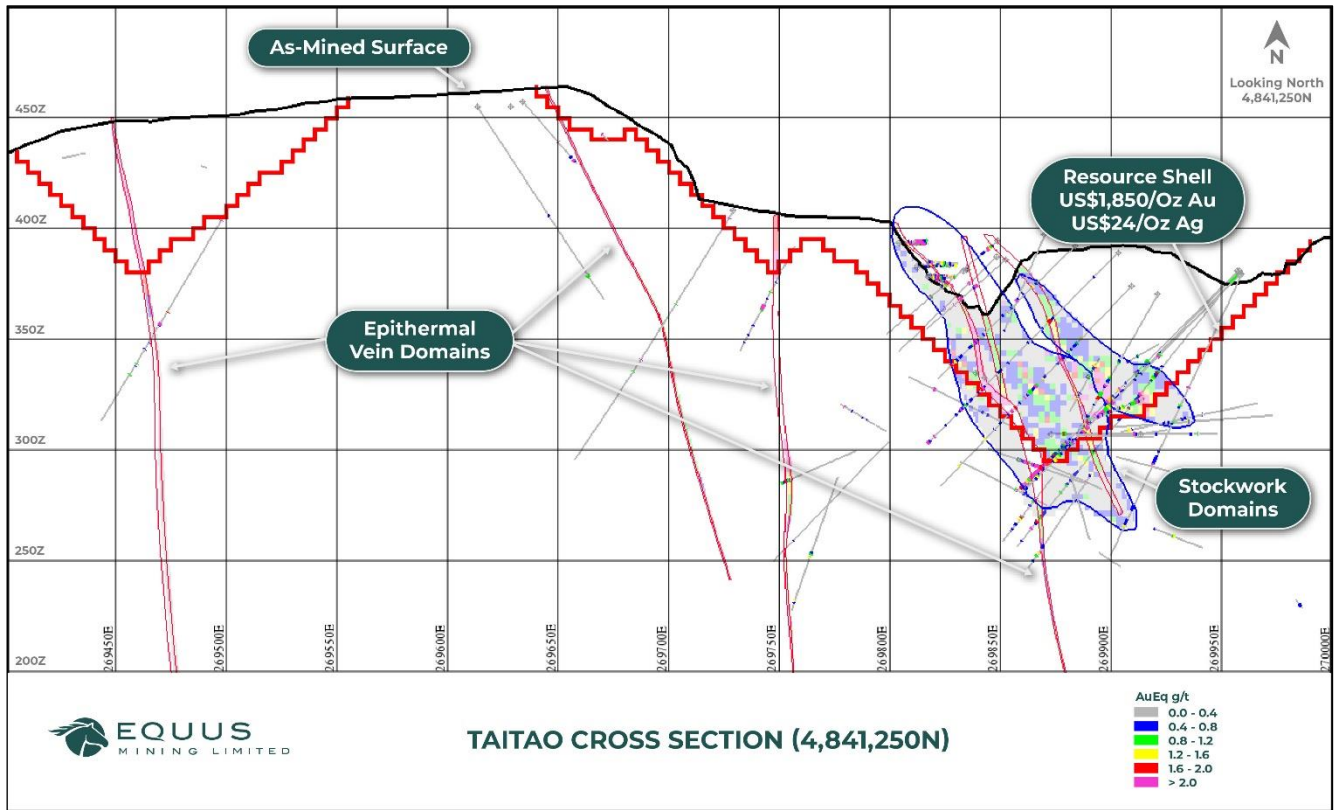 As-Mined Surface
N
Looking North
4,841,250N
450Z
400Z
350Z
300Z
250Z
200Z
Resource Shell
US$1,850/Oz Au
US$24/Oz Ag
Epithermal
Vein Domains
Stockwork
Domains
269450E
269500E
269550E
269600E
269650E
269700E
269750E
269800E
269850E
269900E
269950E
270000E
EQUUS
MINING LIMITED
TAITAO CROSS SECTION (4,841,250N)
AuEq g/t
0.0 - 0.4
0.4 - 0.8
0.8 - 1.2
1.2 - 1.6
1.6 - 2.0
> 2.0